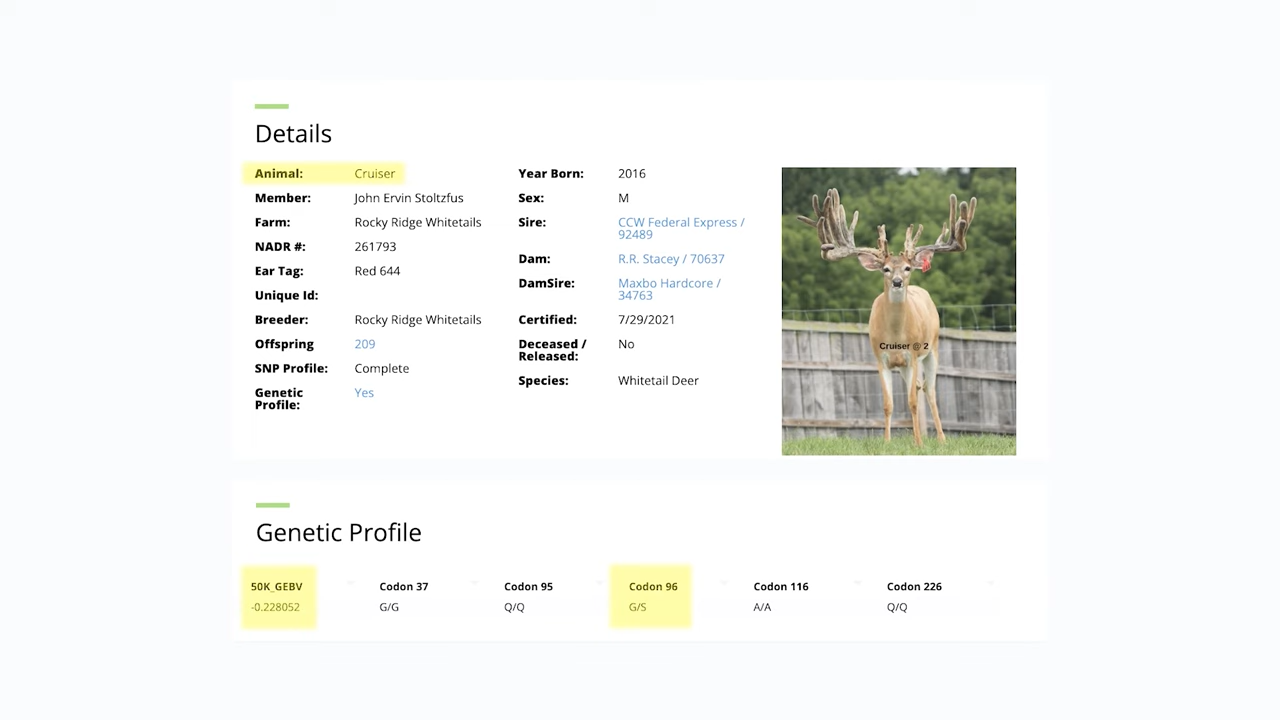 Details
Animal: Cruiser
Member: John Ervin Stoltzfus
Farm: Rocky Ridge Whitetails
NADR #: 261793
Ear Tag: Red 644
Unique Id:
Breeder: Rocky Ridge Whitetails
Offspring 209
SNP Profile: Complete
Genetic Yes
Profile:
Year Born: 2016
Sex: M
Sire: CCW Federal Express /
92489
Dam: R.R. Stacey / 70637
DamSire: Maxbo Hardcore /
34763
Certified: 7/29/2021
Deceased / No
Released:
Species: Whitetail Deer
Cruiser @ 2
Genetic Profile
50K_GEBV Codon 37 Codon 95 Codon 96 Codon 116 Codon 226
-0.228052 G/G Q/Q G/S A/A Q/Q